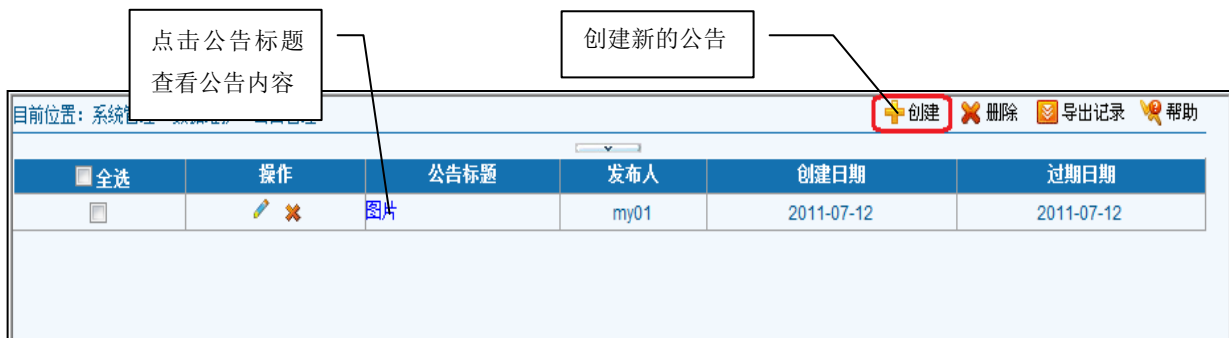 点击公告标题
查看公告内容
创建新的公告
目前位置：系统
创建 删除 导出记录 帮助
全选 操作 公告标题 发布人 创建日期 过期日期
图片 my01 2011-07-12 2011-07-12